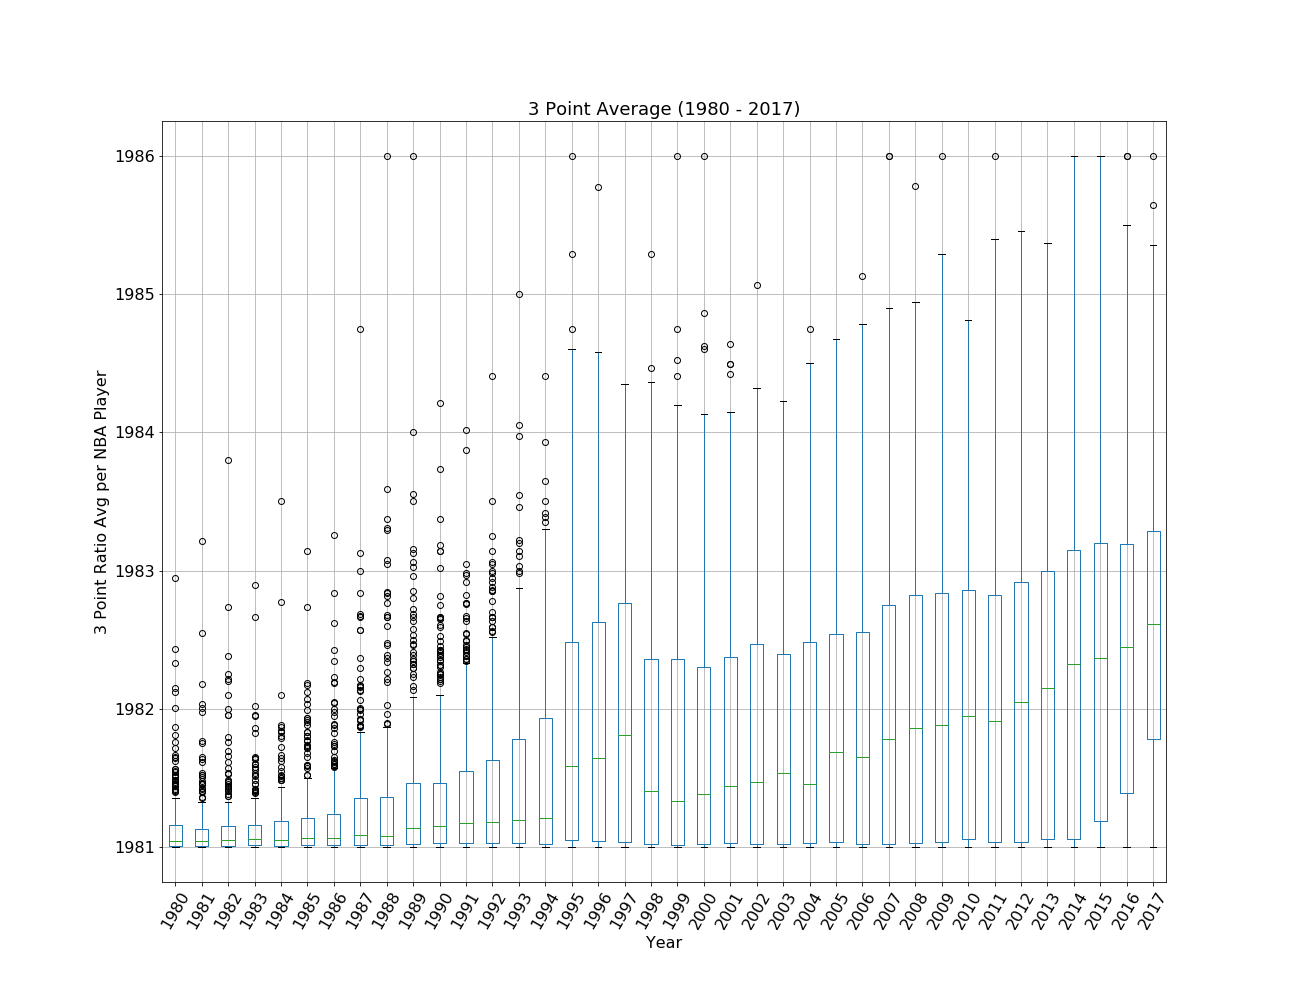 3 Point Average (1980 - 2017)
3 Point Ratio Avg per NBA Player
1986
1985
1984
1983
1982
1981
1980 1981 1982 1983 1984 1985 1986 1987 1988 1989 1990 1991 1992 1993 1994 1995 1996 1997 1998 1999 2000 2001 2002 2003 2004 2005 2006 2007 2008 2009 2010 2011 2012 2013 2014 2015 2016 2017
Year